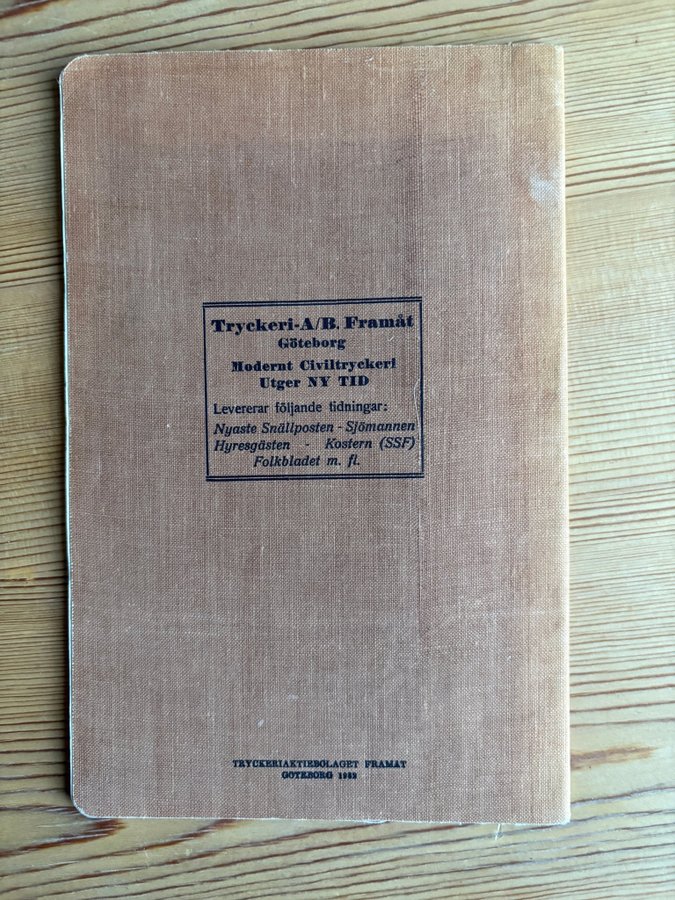 Tryckeri-A/B. Framåt
Göteborg
Modernt Civiltryckeri
Utger NY TID
Levererar följande tidningar:
Nyaste Snällposten - Sjömannen
Hyresgästen - Kostern (SSF)
Folkbladet m. fl.
TRYCKERIAKTIEBOLAGET FRAMÅT
GÖTEBORG